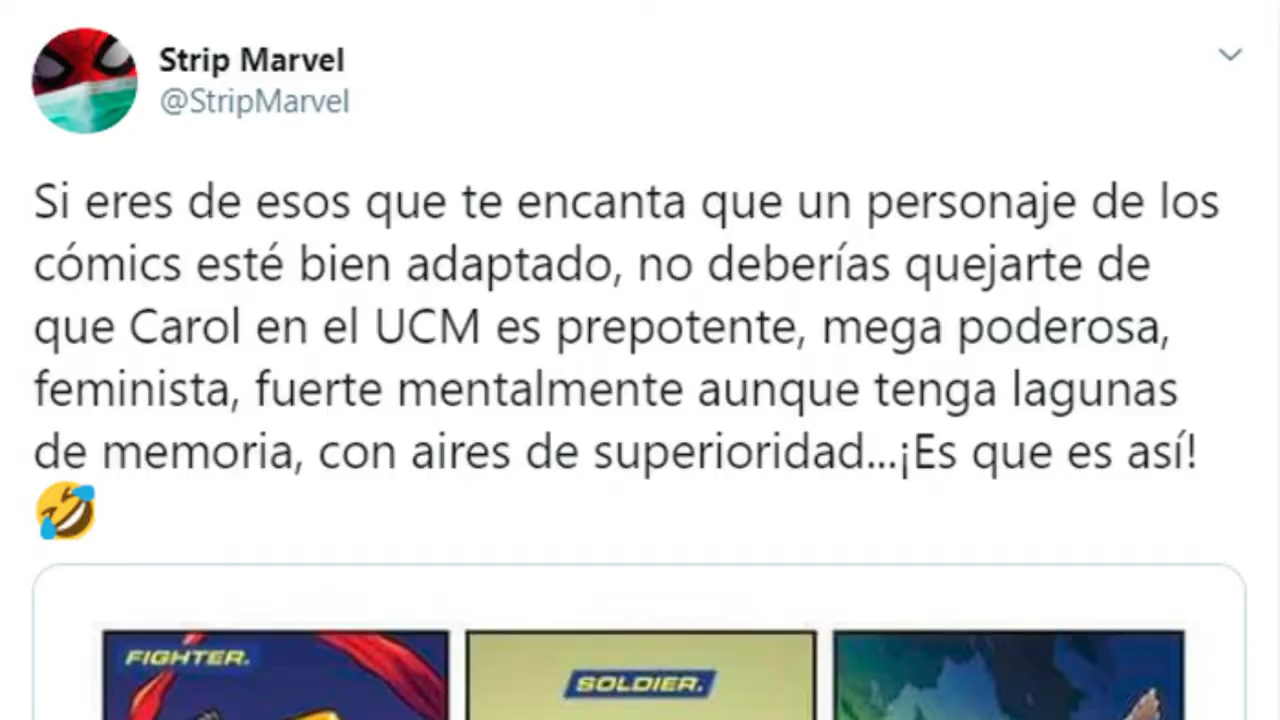 Strip Marvel
@StripMarvel
Si eres de esos que te encanta que un personaje de los
cómics esté bien adaptado, no deberías quejarte de
que Carol en el UCM es prepotente, mega poderosa,
feminista, fuerte mentalmente aunque tenga lagunas
de memoria, con aires de superioridad...¡Es que es así!
🤣
FIGHTER.
SOLDIER.